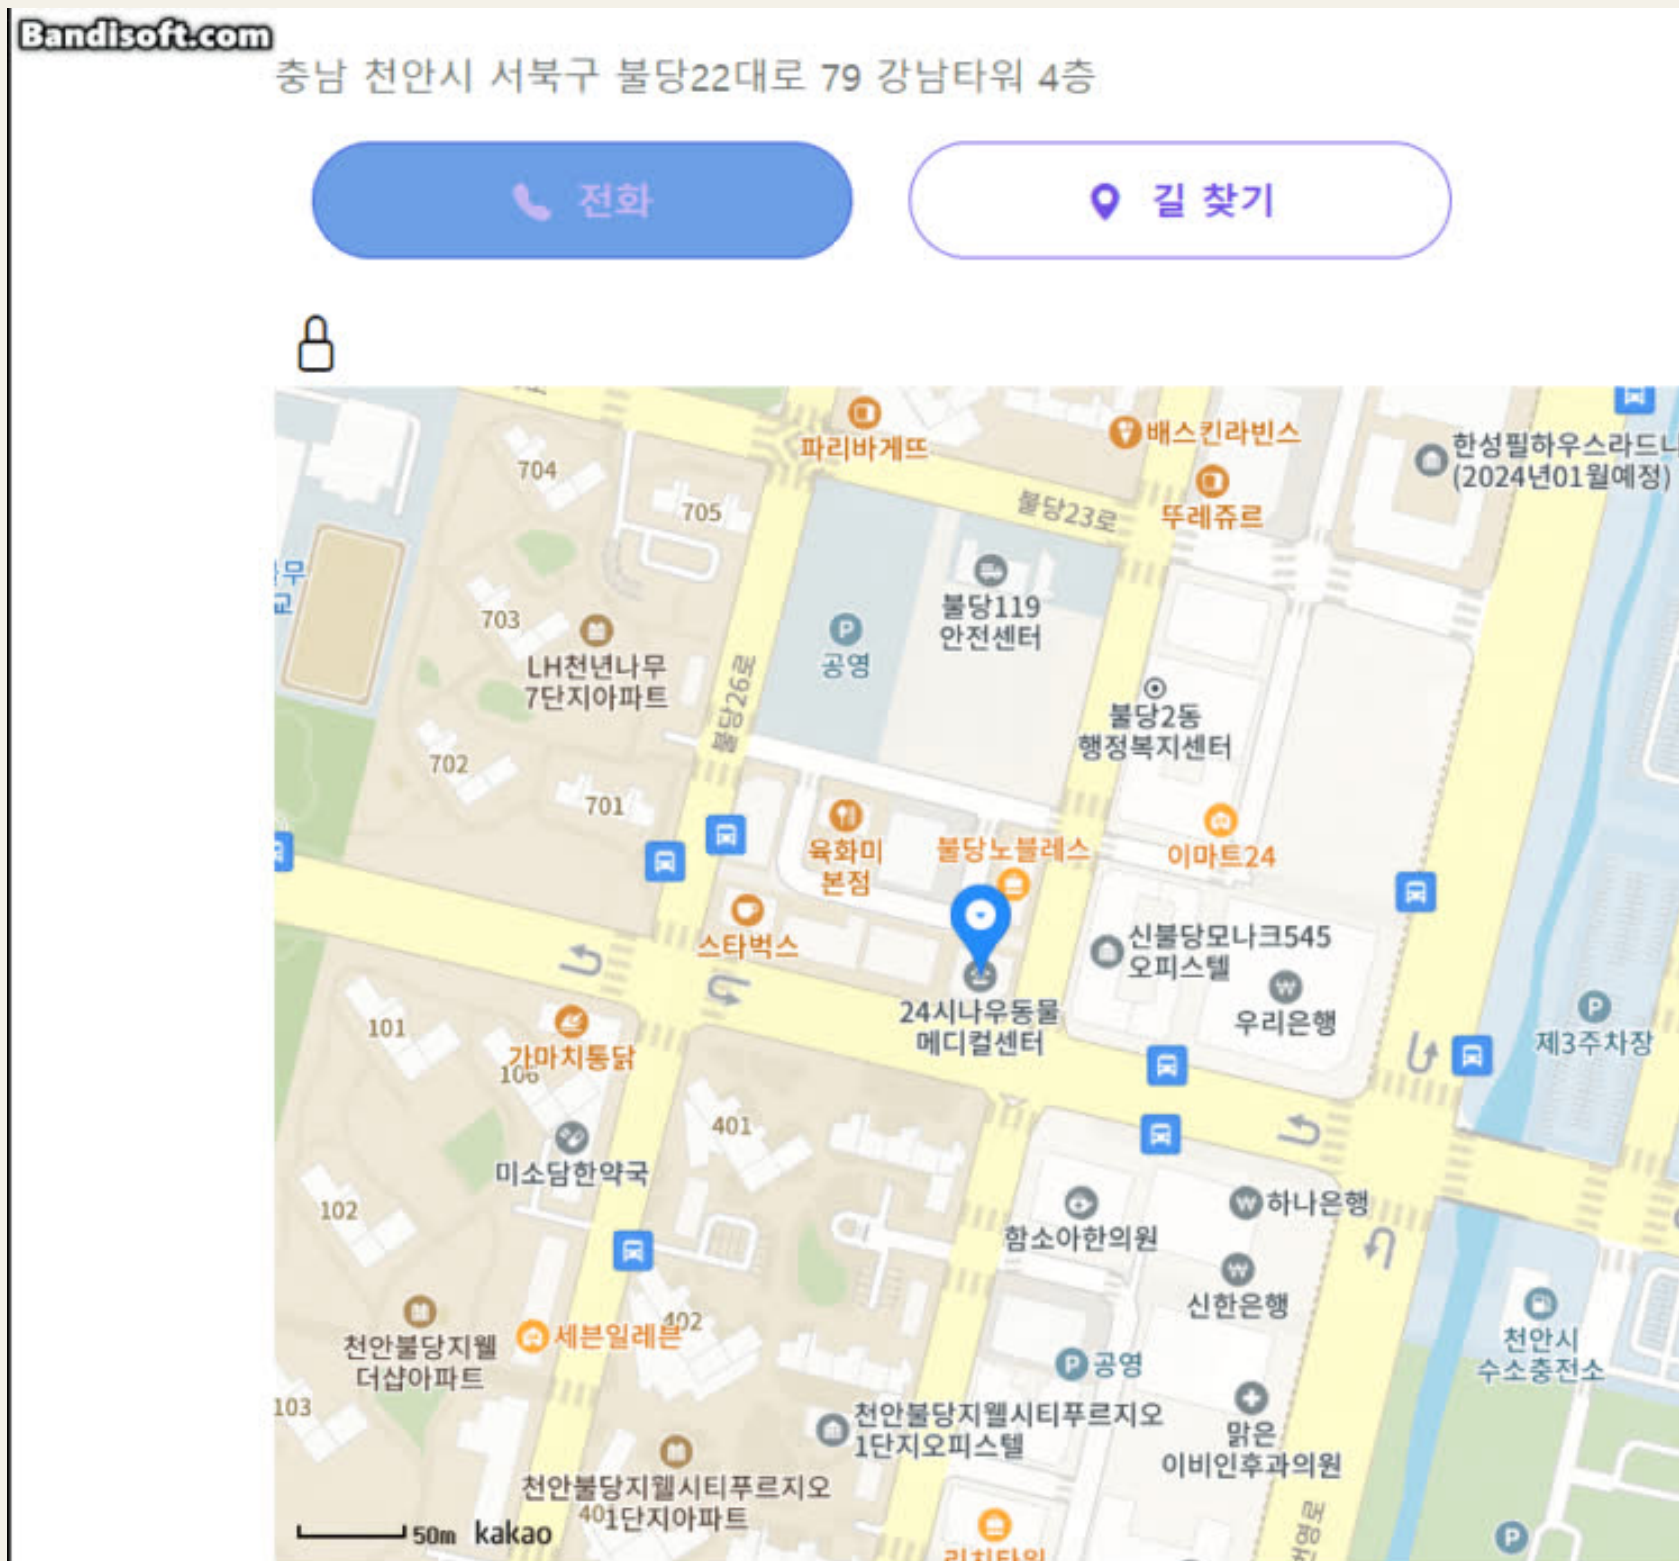 Bandisoft.com
충남 천안시 서북구 불당22대로 79 강남타워 4층
전화
길 찾기
파리바게뜨
배스킨라빈스
한성필하우스라드
(2024년01월예정)
704
705
불당23로
뚜레쥬르
무
교
불당119
안전센터
703
P
공영
LH천년나무
7단지아파트
불당26로
불당2동
행정복지센터
702
701
육화미
본점
불당노블레스
이마트24
스타벅스
신불당모나크545
오피스텔
24시나우동물
메디컬센터
우리은행
P
제3주차장
101
가마치통닭
106
401
미소담한약국
102
함소아한의원
하나은행
신한은행
천안불당지웰
더샵아파트
세븐일레븐
402
P 공영
천안시
수소충전소
103
천안불당지웰시티푸르지오
1단지오피스텔
맑은
이비인후과의원
천안불당지웰시티푸르지오
1단지아파트
401
50m kakao
리치타워
P